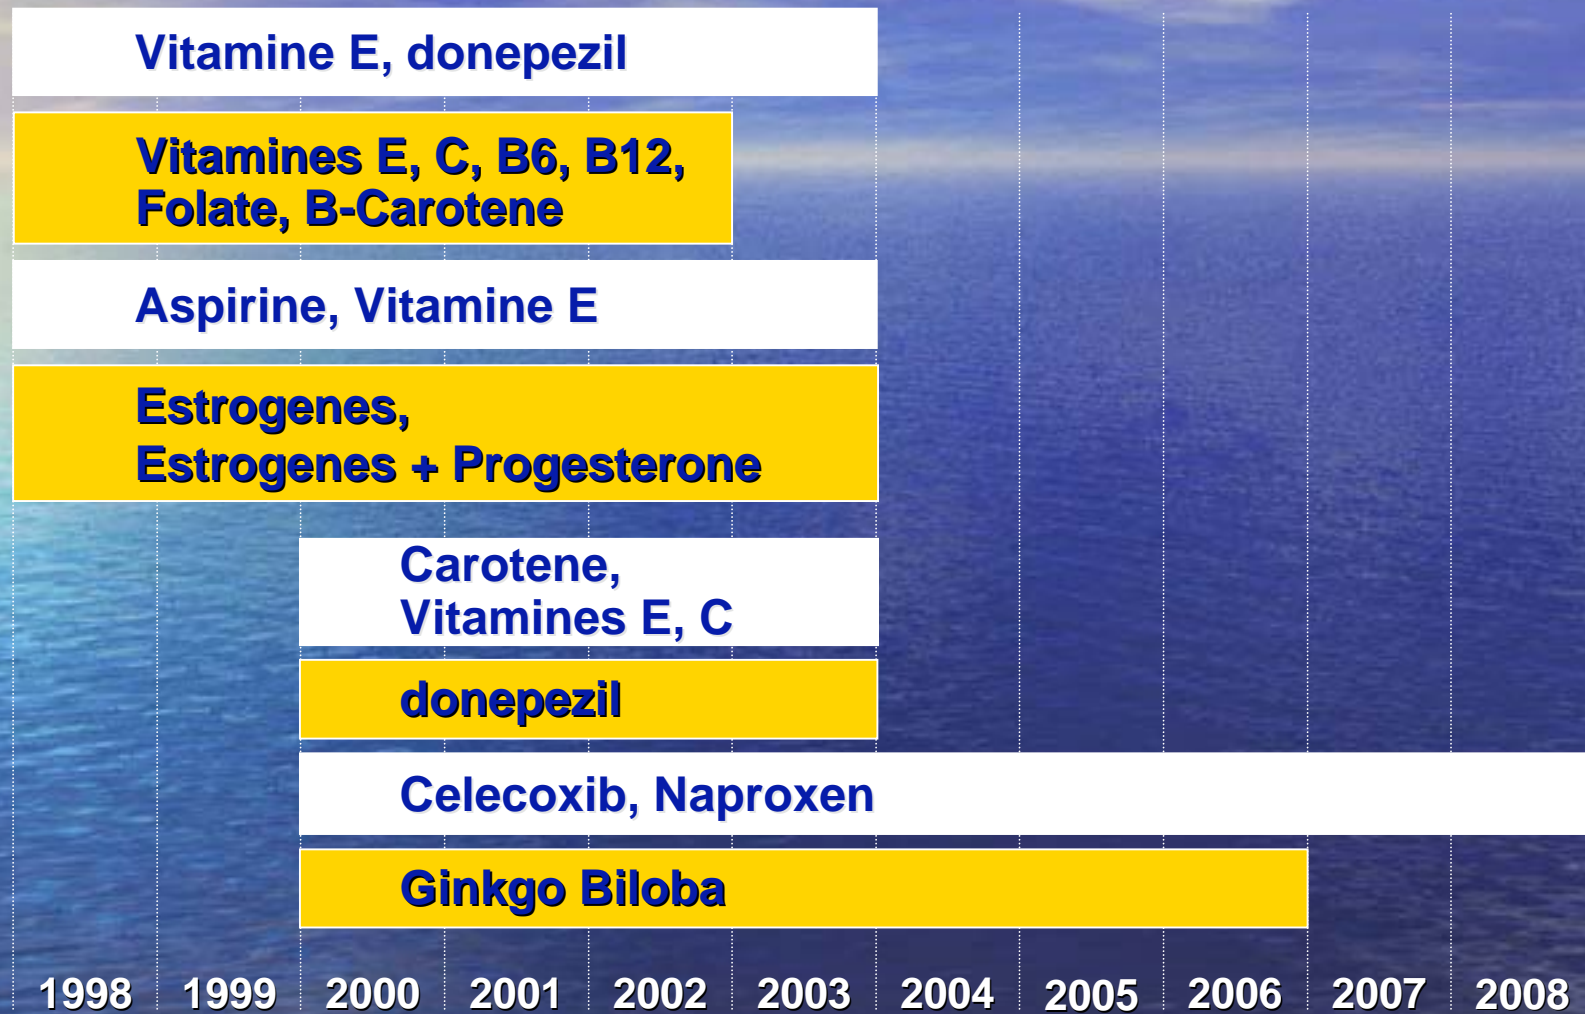 Vitamine E, donepezil
Vitamines E, C, B6, B12,
Folate, B-Carotene
Aspirine, Vitamine E
Estrogenes,
Estrogenes + Progesterone
Carotene,
Vitamines E, C
donepezil
Celecoxib, Naproxen
Ginkgo Biloba
1998 1999 2000 2001 2002 2003 2004 2005 2006 2007 2008